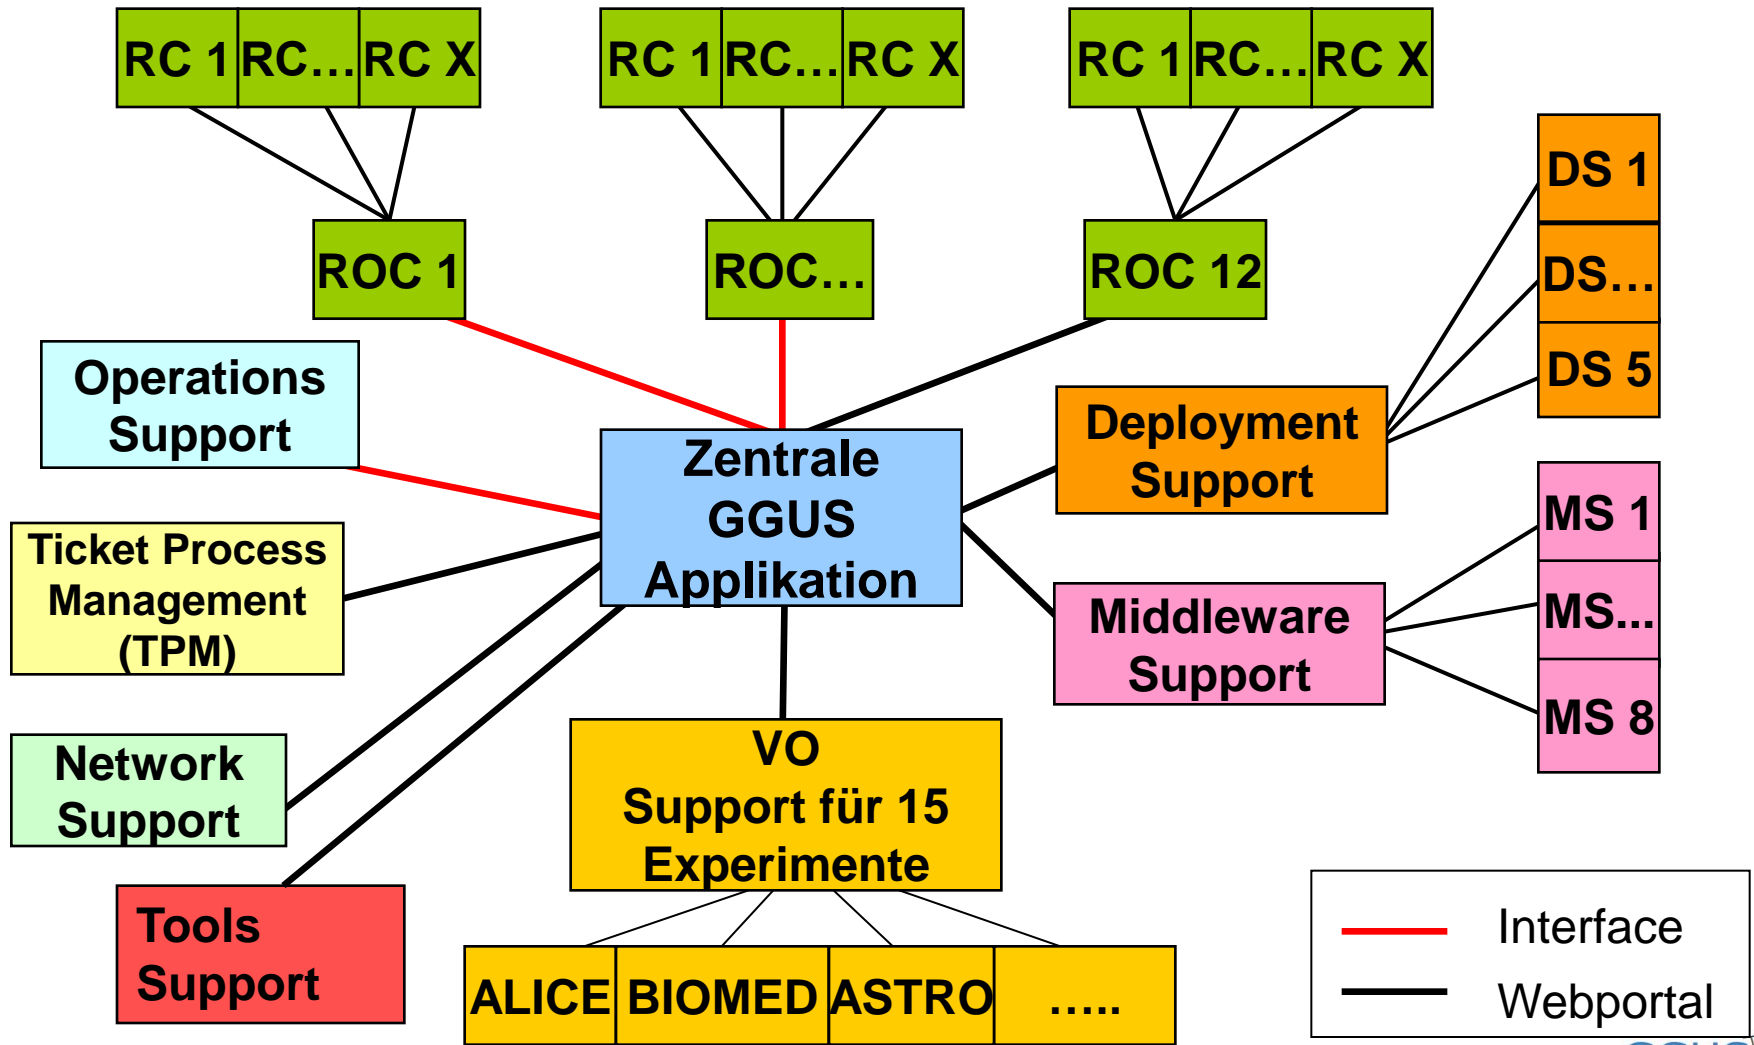 RC 1 RC… RC X
RC 1 RC… RC X
RC 1 RC… RC X
ROC 1
ROC…
ROC 12
DS 1
DS…
DS 5
Operations
Support
Zentrale
GGUS
Applikation
Deployment
Support
Ticket Process
Management
(TPM)
Middleware
Support
MS 1
MS...
MS 8
Network
Support
VO
Support für 15
Experimente
Tools
Support
ALICE BIOMED ASTRO …..
Interface
Webportal